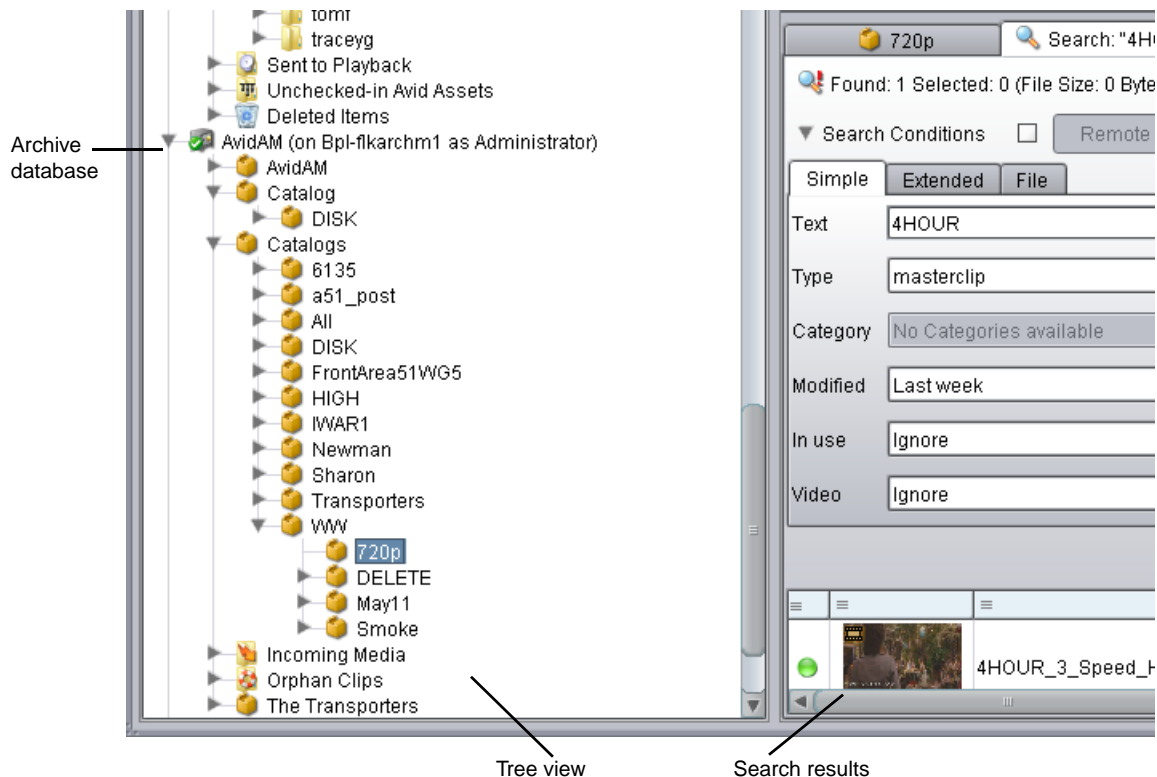 tomf
traceyg
Sent to Playback
Unchecked-in Avid Assets
Deleted Items
Archive
database
AvidAM (on Bpl-flkarchm1 as Administrator)
AvidAM
Catalog
DISK
Catalogs
6135
a51_post
All
DISK
FrontArea51WG5
HIGH
IWAR1
Newman
Sharon
Transporters
WW
720p
DELETE
May11
Smoke
Incoming Media
Orphan Clips
The Transporters
720p
Search: "4H
Found: 1 Selected: 0 (File Size: 0 Byte
Search Conditions
Remote
Simple
Extended
File
Text
4HOUR
Type
masterclip
Category
No Categories available
Modified
Last week
In use
Ignore
Video
Ignore
4HOUR_3_Speed_H
Tree view
Search results